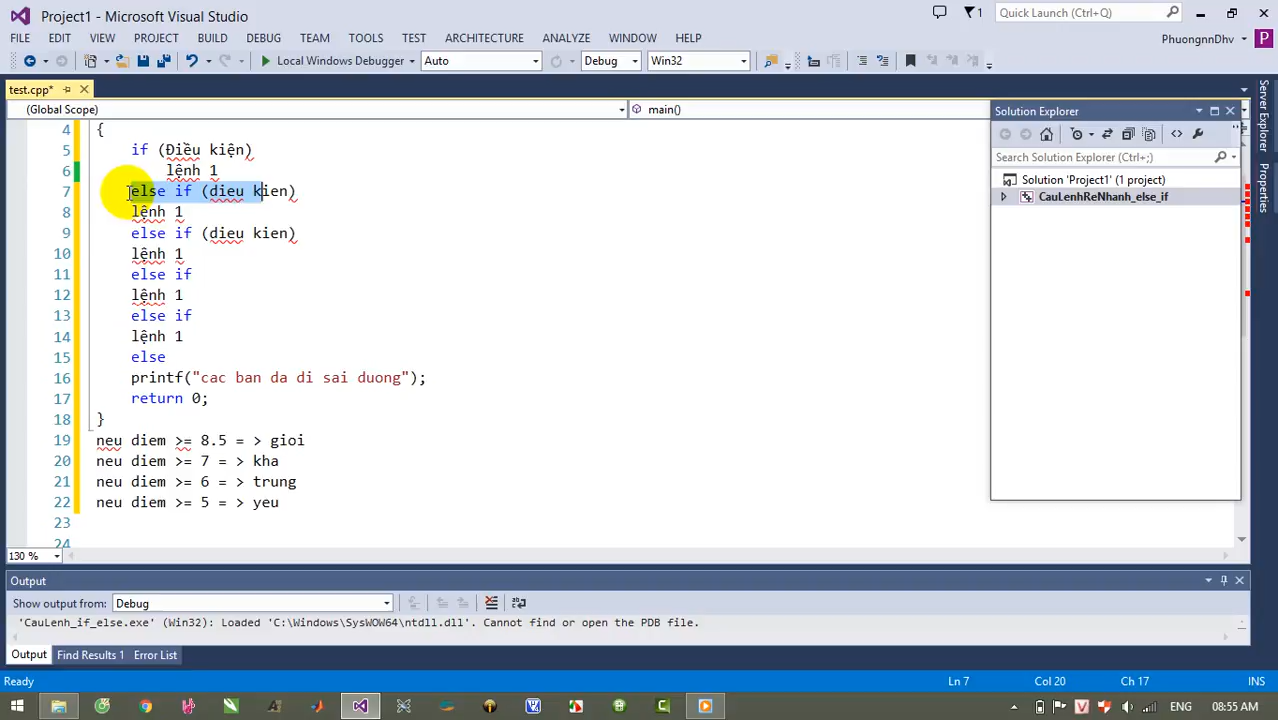 Project1 - Microsoft Visual Studio
1
Quick Launch (Ctrl+Q)
FILE EDIT VIEW PROJECT BUILD DEBUG TEAM TOOLS TEST ARCHITECTURE ANALYZE WINDOW HELP
PhuongnnDhv P
Local Windows Debugger Auto Debug Win32
test.cpp*
(Global Scope) main()
4 {
5 if (Điều kiện)
6 lệnh 1
7 else if (dieu kien)
8 lệnh 1
9 else if (dieu kien)
10 lệnh 1
11 else if
12 lệnh 1
13 else if
14 lệnh 1
15 else
16 printf("cac ban da di sai duong");
17 return 0;
18 }
19 neu diem >= 8.5 = > gioi
20 neu diem >= 7 = > kha
21 neu diem >= 6 = > trung
22 neu diem >= 5 = > yeu
23
24
130 %
Solution Explorer
Search Solution Explorer
Solution 'Project1' (1 project)
CauLenhReNhanh_else_if
Server Explorer
Properties
Output
Show output from: Debug
'CauLenh_if_else.exe' (Win32): Loaded 'C:\Windows\SysWOW64\ntdll.dll'. Cannot find or open the PDB file.
Output Find Results 1 Error List
Ready Ln 7 Col 20 Ch 17 INS
ENG 08:55 AM